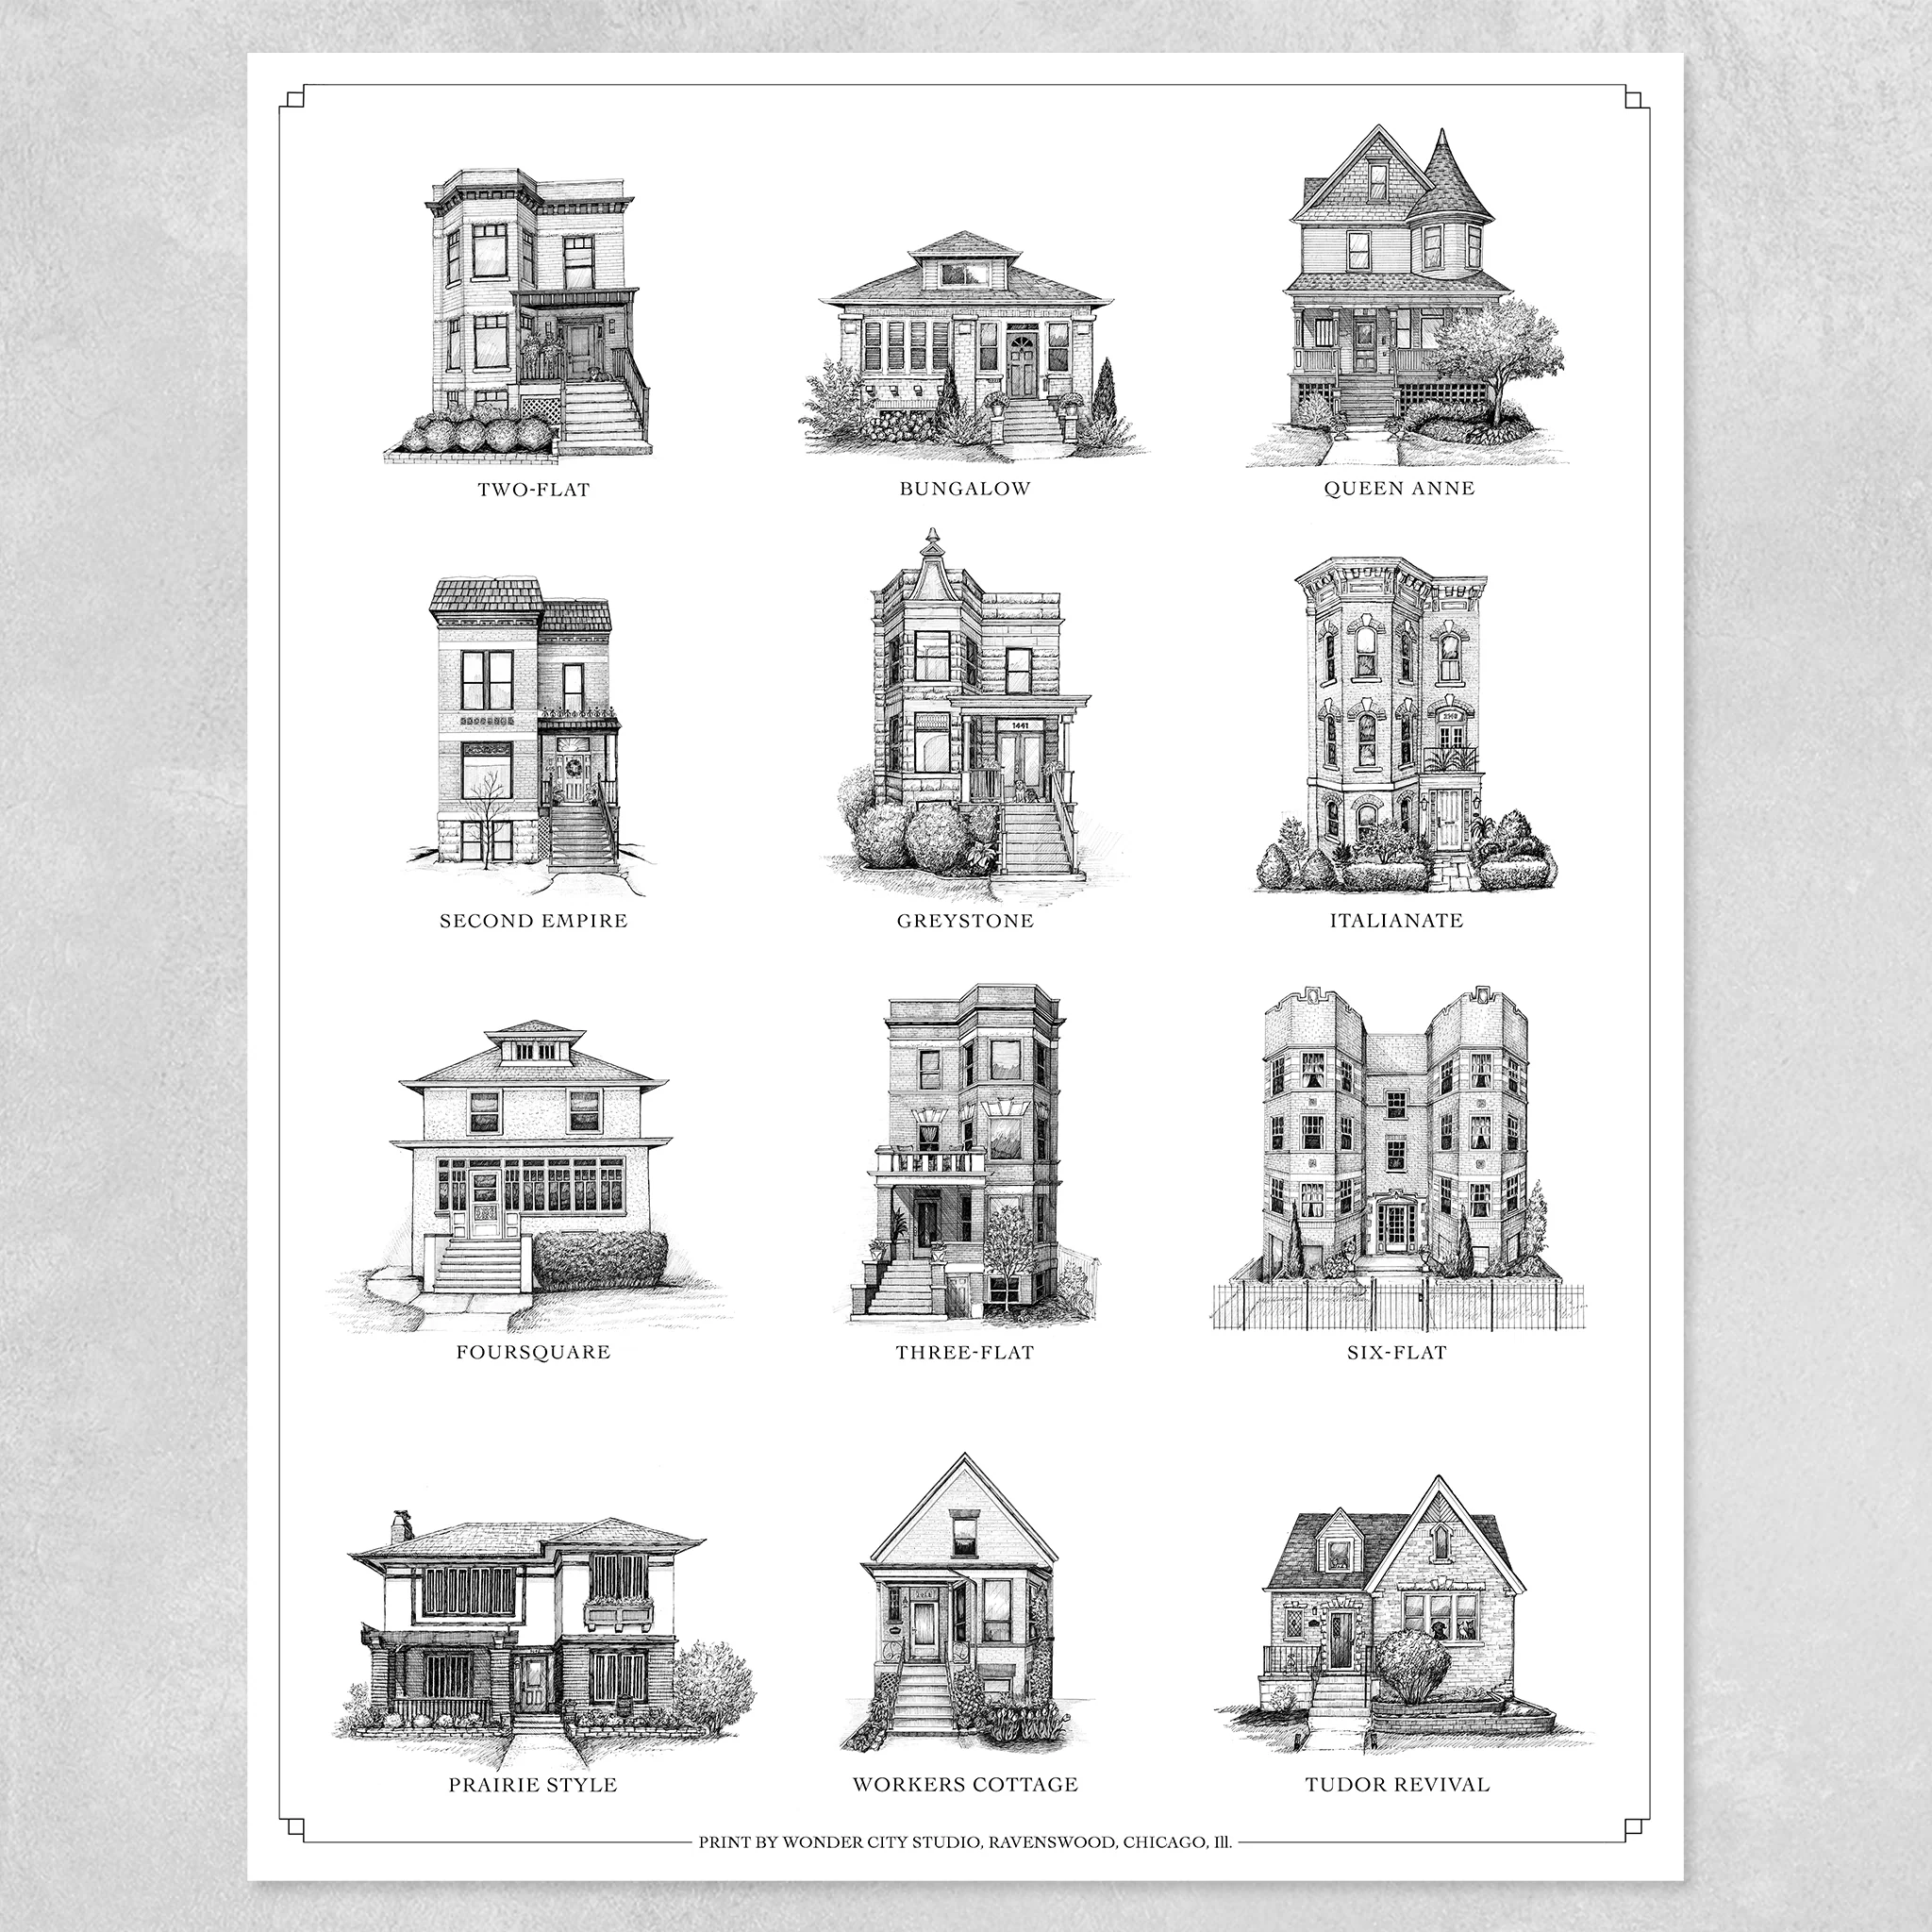 TWO-FLAT
BUNGALOW
QUEEN ANNE
1441
SECOND EMPIRE
GREYSTONE
ITALIANATE
FOURSQUARE
THREE-FLAT
SIX-FLAT
PRAIRIE STYLE
WORKERS COTTAGE
TUDOR REVIVAL
PRINT BY WONDER CITY STUDIO, RAVENSWOOD, CHICAGO, Ill.